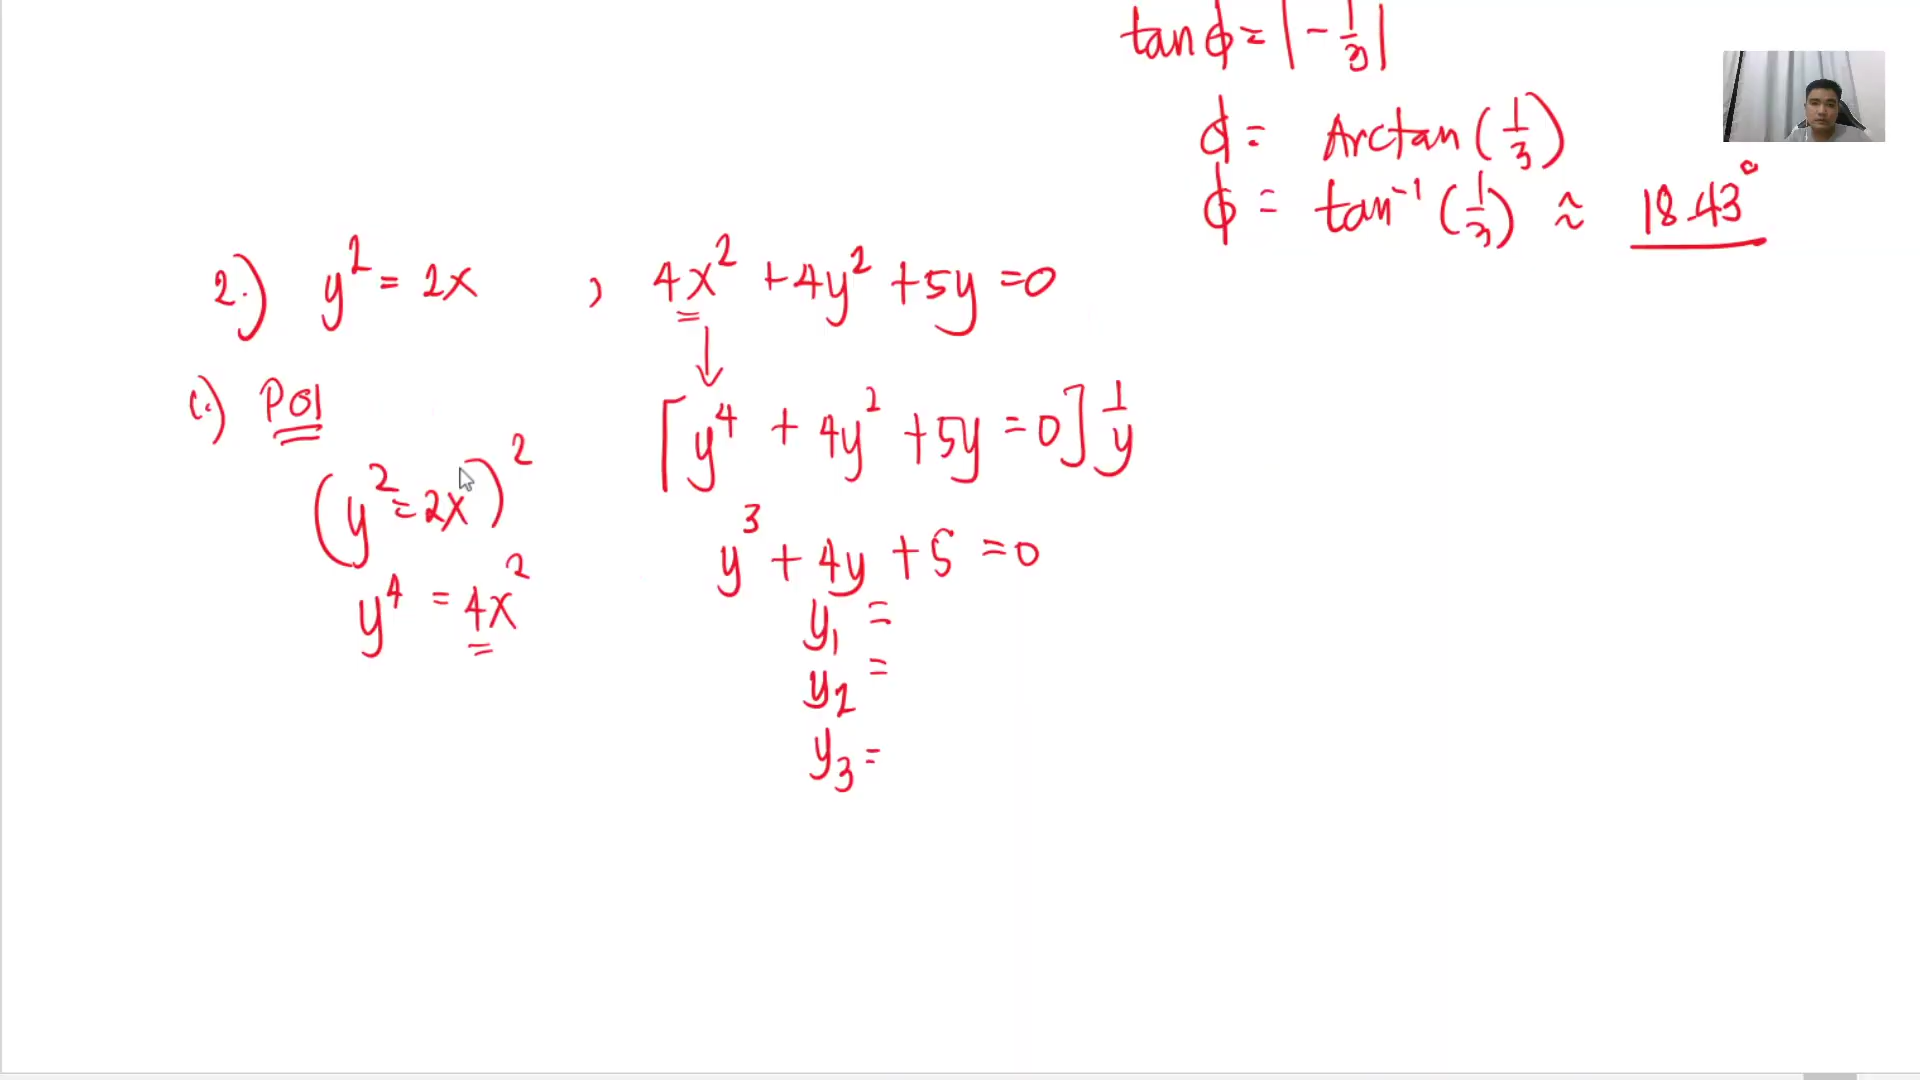 tan ϕ = |-1/3|
ϕ = Arctan (1/3)
ϕ = tan⁻¹ (1/3) ≈ 18.43°
2.) y² = 2x , 4x² + 4y² + 5y = 0
(.) POI
[y⁴ + 4y² + 5y = 0] 1/y
(y² = 2x)²
y³ + 4y + 5 = 0
y⁴ = 4x²
y₁ =
y₂ =
y₃ =